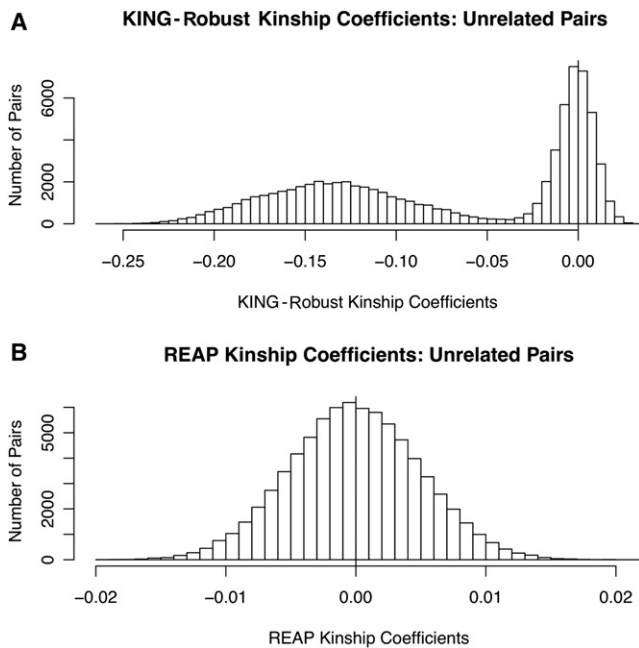 A
KING-Robust Kinship Coefficients: Unrelated Pairs
Number of Pairs
6000
2000
0
−0.25 −0.20 −0.15 −0.10 −0.05 0.00
KING-Robust Kinship Coefficients
B
REAP Kinship Coefficients: Unrelated Pairs
Number of Pairs
5000
2000
0
−0.02 −0.01 0.00 0.01 0.02
REAP Kinship Coefficients